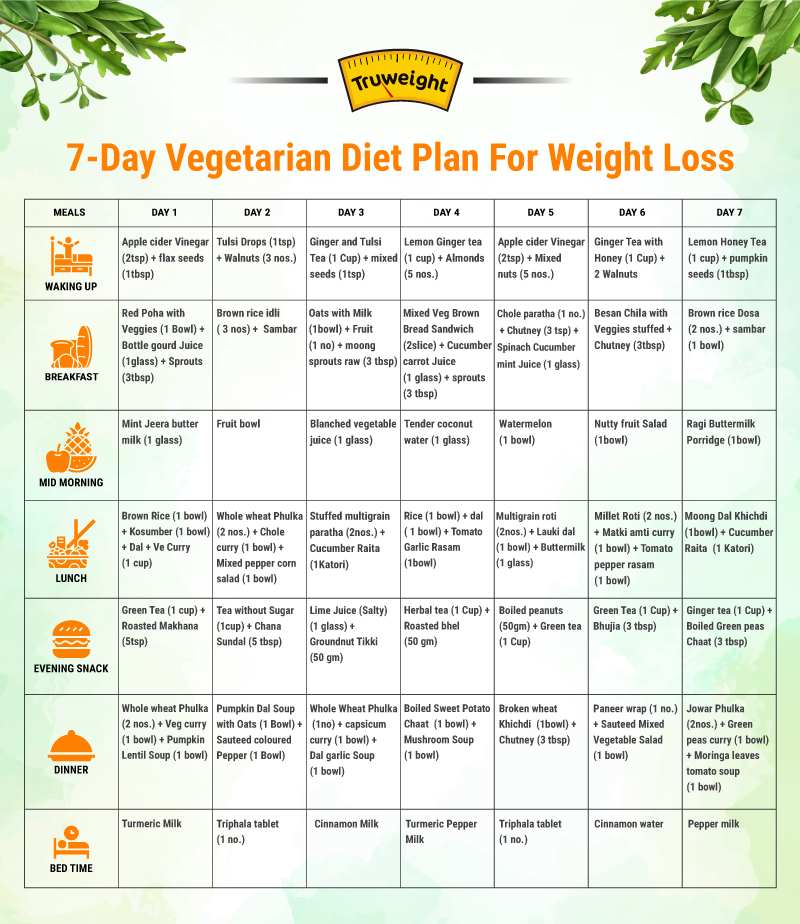 Truweight
7-Day Vegetarian Diet Plan For Weight Loss
MEALS
DAY 1
DAY 2
DAY 3
DAY 4
DAY 5
DAY 6
DAY 7
WAKING UP
Apple cider Vinegar
(2tsp) + flax seeds
(1tbsp)
Tulsi Drops (1tsp)
+ Walnuts (3 nos.)
Ginger and Tulsi
Tea (1 Cup) + mixed
seeds (1tsp)
Lemon Ginger tea
(1 cup) + Almonds
(5 nos.)
Apple cider Vinegar
(2tsp) + Mixed
nuts (5 nos.)
Ginger Tea with
Honey (1 Cup) +
2 Walnuts
Lemon Honey Tea
(1 cup) + pumpkin
seeds (1tbsp)
BREAKFAST
Red Poha with
Veggies (1 Bowl) +
Bottle gourd Juice
(1glass) + Sprouts
(3tbsp)
Brown rice idli
( 3 nos) + Sambar
Oats with Milk
(1bowl) + Fruit
(1 no) + moong
sprouts raw (3 tbsp)
Mixed Veg Brown
Bread Sandwich
(2slice) + Cucumber
carrot Juice
(1 glass) + sprouts
(3 tbsp)
Chole paratha (1 no.)
+ Chutney (3 tsp) +
Spinach Cucumber
mint Juice (1 glass)
Besan Chila with
Veggies stuffed +
Chutney (3tbsp)
Brown rice Dosa
(2 nos.) + sambar
(1 bowl)
MID MORNING
Mint Jeera butter
milk (1 glass)
Fruit bowl
Blanched vegetable
juice (1 glass)
Tender coconut
water (1 glass)
Watermelon
(1 bowl)
Nutty fruit Salad
(1bowl)
Ragi Buttermilk
Porridge (1bowl)
LUNCH
Brown Rice (1 bowl)
+ Kosumber (1 bowl)
+ Dal + Ve Curry
(1 cup)
Whole wheat Phulka
(2 nos.) + Chole
curry (1 bowl) +
Mixed pepper corn
salad (1 bowl)
Stuffed multigrain
paratha (2nos.) +
Cucumber Raita
(1Katori)
Rice (1 bowl) + dal
( 1 bowl) + Tomato
Garlic Rasam
(1bowl)
Multigrain roti
(2nos.) + Lauki dal
(1 bowl) + Buttermilk
(1 glass)
Millet Roti (2 nos.)
+ Matki amti curry
(1 bowl) + Tomato
pepper rasam
(1 bowl)
Moong Dal Khichdi
(1bowl) + Cucumber
Raita (1 Katori)
EVENING SNACK
Green Tea (1 cup) +
Roasted Makhana
(5tsp)
Tea without Sugar
(1cup) + Chana
Sundal (5 tbsp)
Lime Juice (Salty)
(1 glass) +
Groundnut Tikki
(50 gm)
Herbal tea (1 Cup) +
Roasted bhel
(50 gm)
Boiled peanuts
(50gm) + Green tea
(1 Cup)
Green Tea (1 Cup) +
Bhujia (3 tbsp)
Ginger tea (1 cup) +
Boiled Green peas
Chaat (3 tbsp)
DINNER
Whole wheat Phulka
(2 nos.) + Veg curry
(1 bowl) + Pumpkin
Lentil Soup (1 bowl)
Pumpkin Dal Soup
with Oats (1 Bowl) +
Sauteed coloured
Pepper (1 Bowl)
Whole Wheat Phulka
(1no) + capsicum
curry (1 bowl) +
Dal garlic Soup
(1 bowl)
Boiled Sweet Potato
Chaat (1 bowl) +
Mushroom Soup
(1 bowl)
Broken wheat
Khichdi (1bowl) +
Chutney (3 tbsp)
Paneer wrap (1 no.)
+ Sauteed Mixed
Vegetable Salad
(1 bowl)
Jowar Phulka
(2nos.) + Green
peas curry (1 bowl)
+ Moringa leaves
tomato soup
(1 bowl)
BED TIME
Turmeric Milk
Triphala tablet
(1 no.)
Cinnamon Milk
Turmeric Pepper
Milk
Triphala tablet
(1 no.)
Cinnamon water
Pepper milk